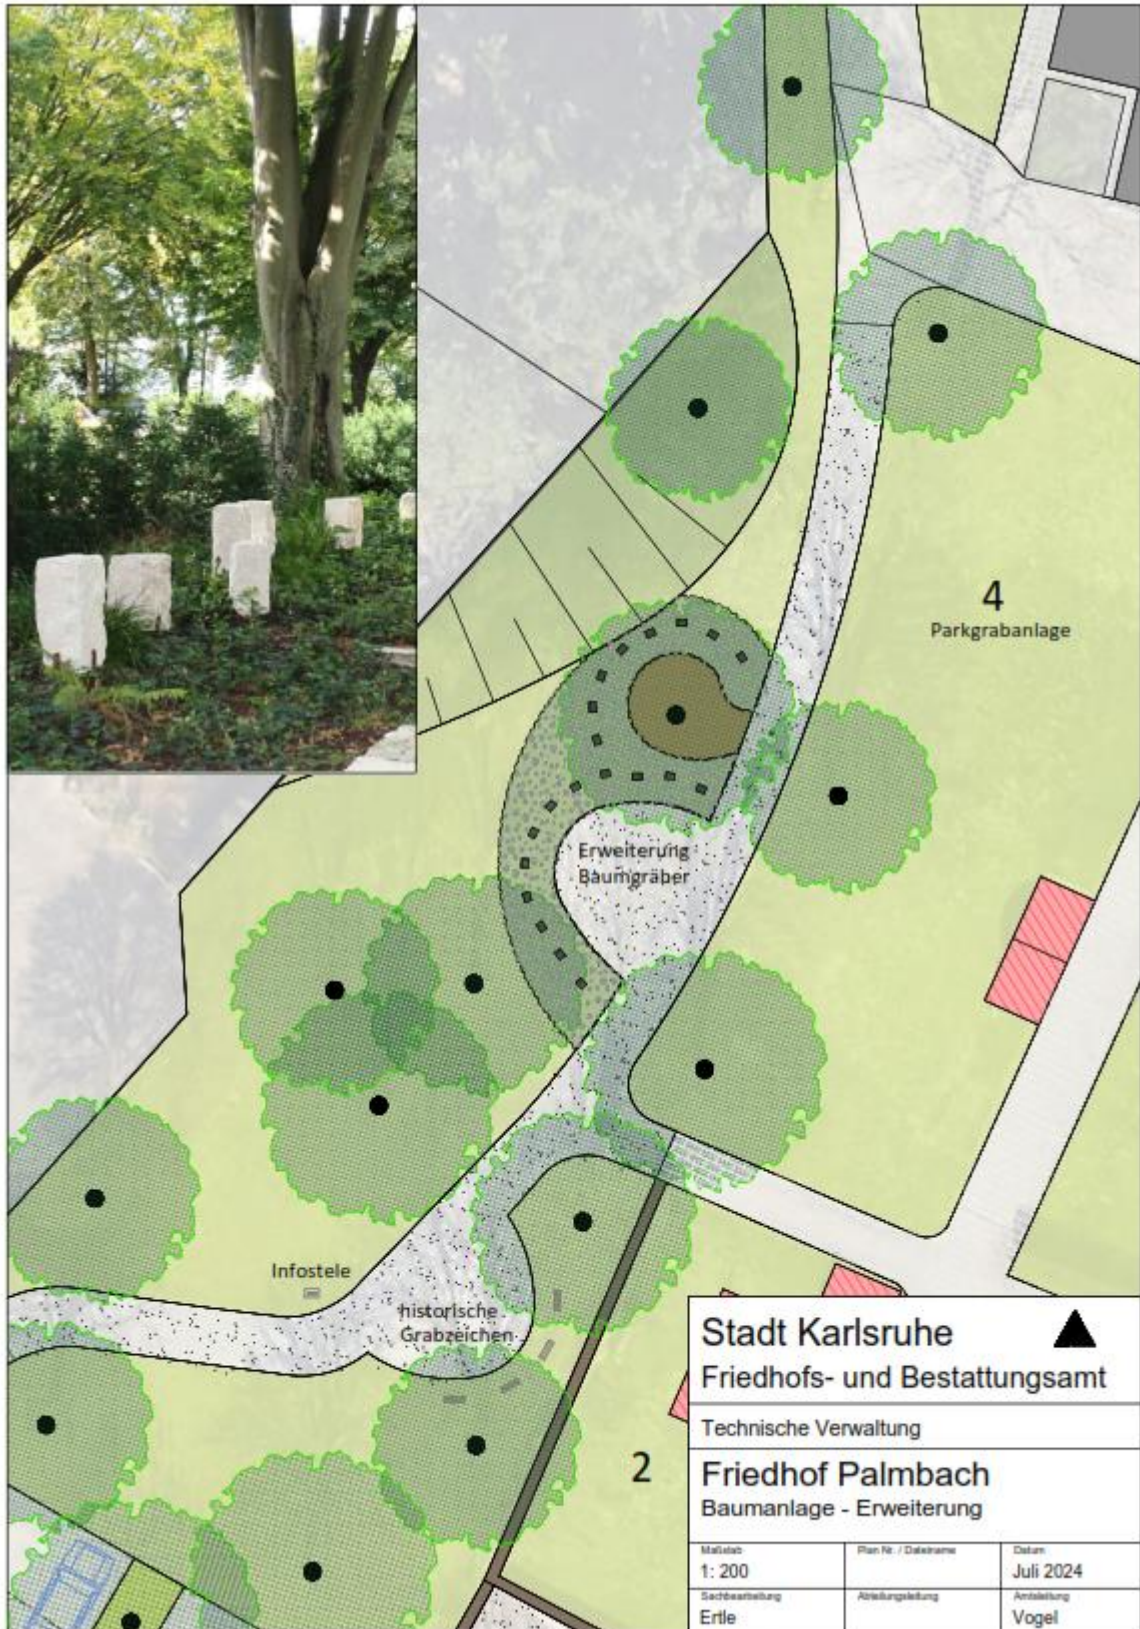 4
Parkgrabanlage
Erweiterung
Baumgräber
Infostele
historische
Grabzeichen
2
Stadt Karlsruhe
Friedhofs- und Bestattungsamt
Technische Verwaltung
Friedhof Palmbach
Baumanlage - Erweiterung
Maßstab Plan Nr. / Dateiname Datum
1: 200 Juli 2024
Sachbearbeitung Abteilungsleitung Amtsleitung
Ertle Vogel